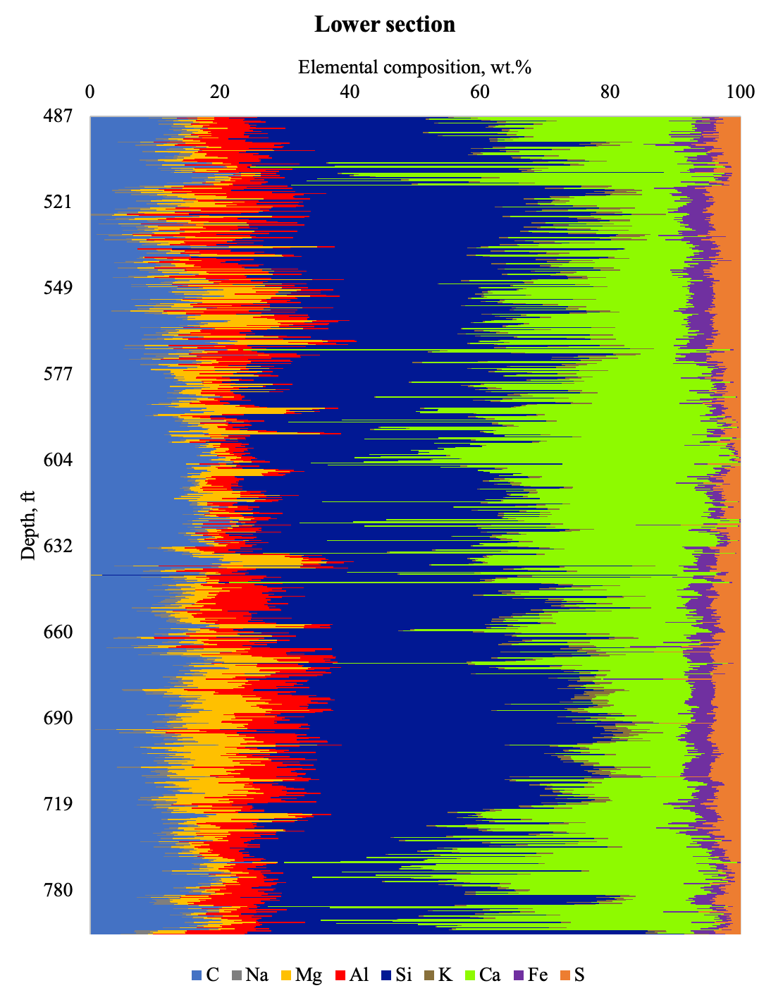 Lower section
Elemental composition, wt.%
0 20 40 60 80 100
487
521
549
577
604
632
660
690
719
780
Depth, ft
C Na Mg Al Si K Ca Fe S